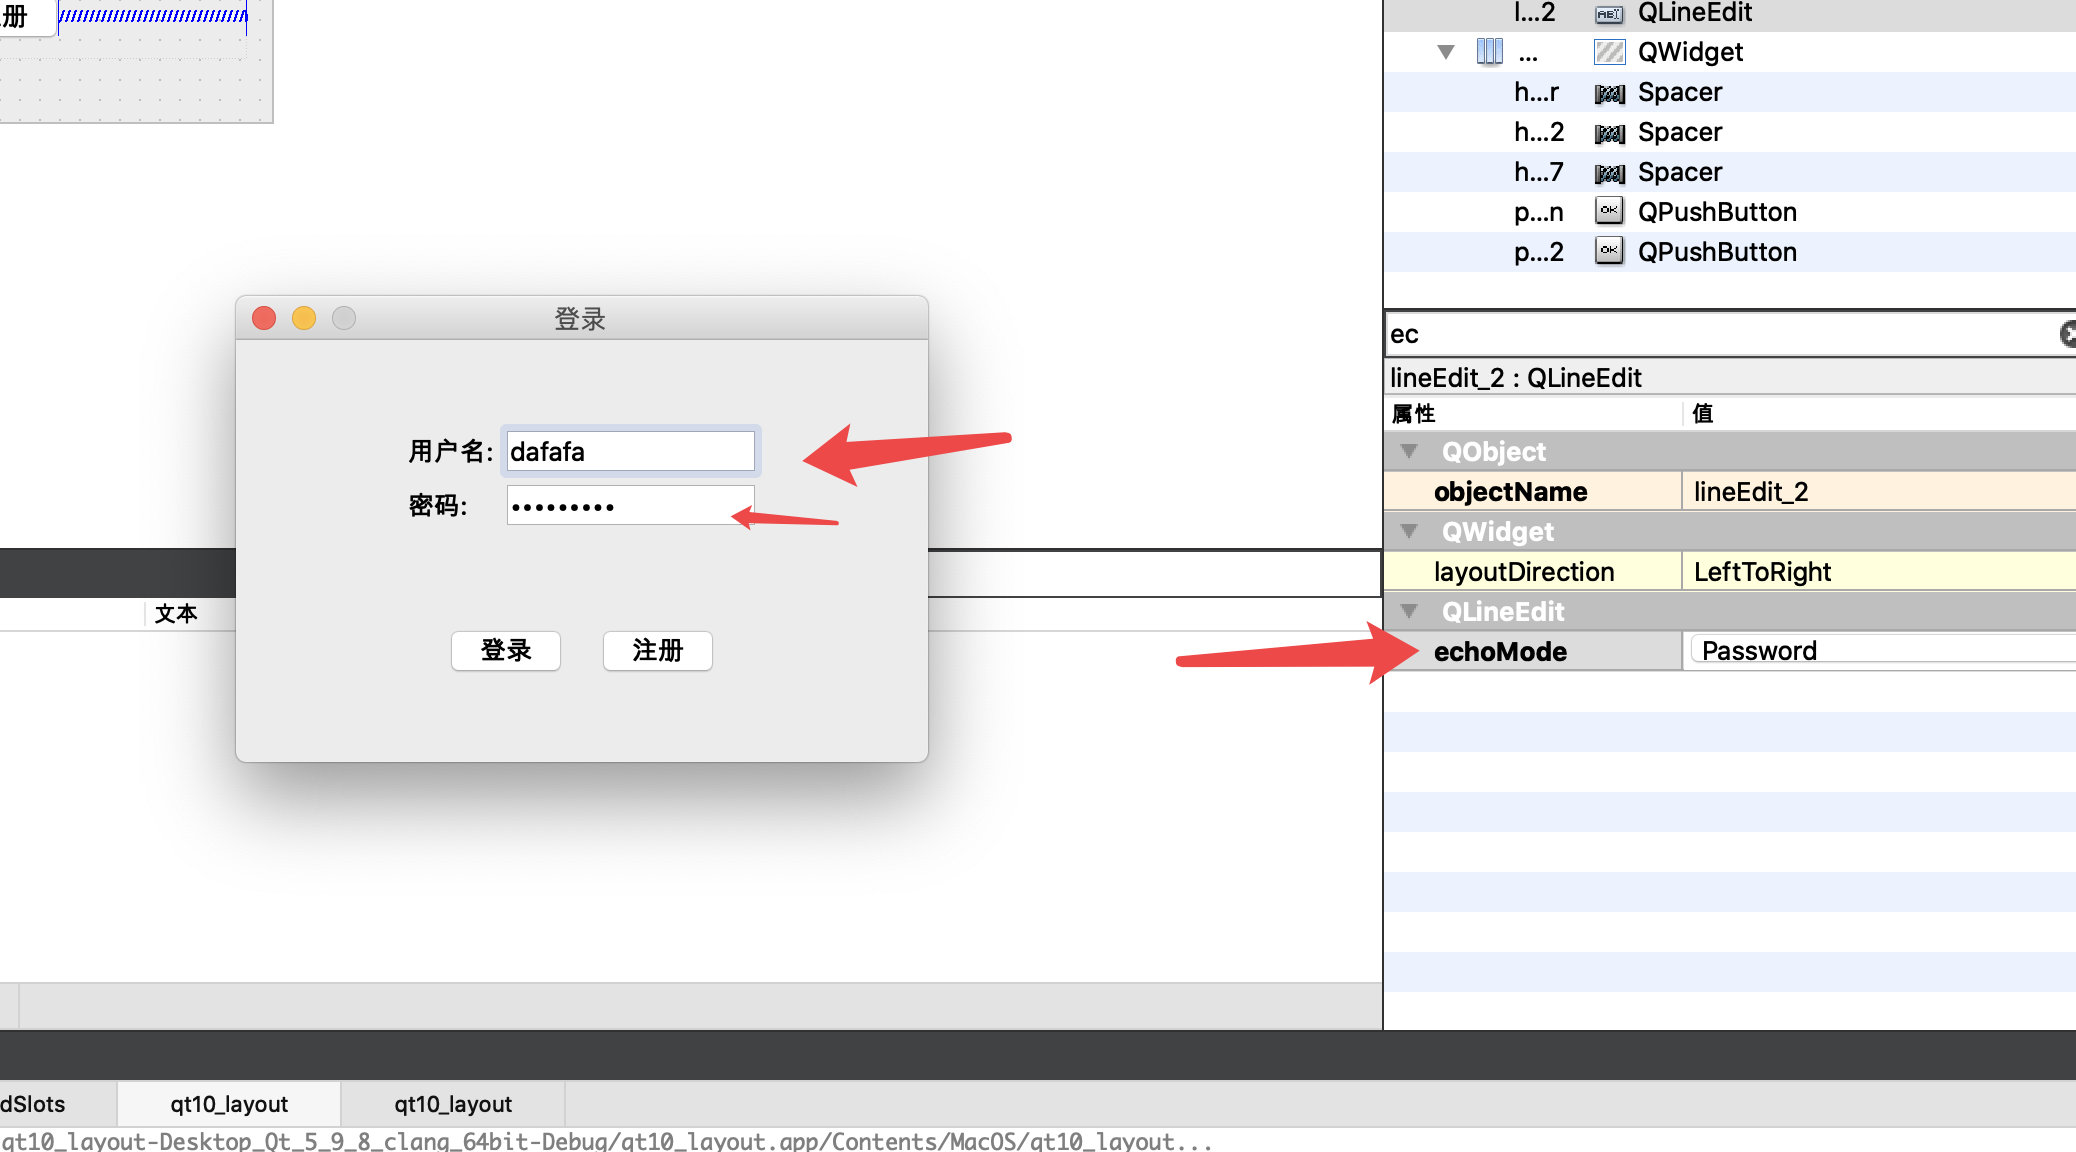 册
l...2 QLineEdit
... QWidget
h...r Spacer
h...2 Spacer
h...7 Spacer
p...n QPushButton
p...2 QPushButton
ec
lineEdit_2 : QLineEdit
属性 值
QObject
objectName lineEdit_2
QWidget
layoutDirection LeftToRight
QLineEdit
echoMode Password
登录
用户名: dafafa
密码: •••••••••
登录 注册
文本
dSlots qt10_layout qt10_layout
qt10_layout-Desktop_Qt_5_9_8_clang_64bit-Debug/qt10_layout.app/Contents/MacOS/qt10_layout...